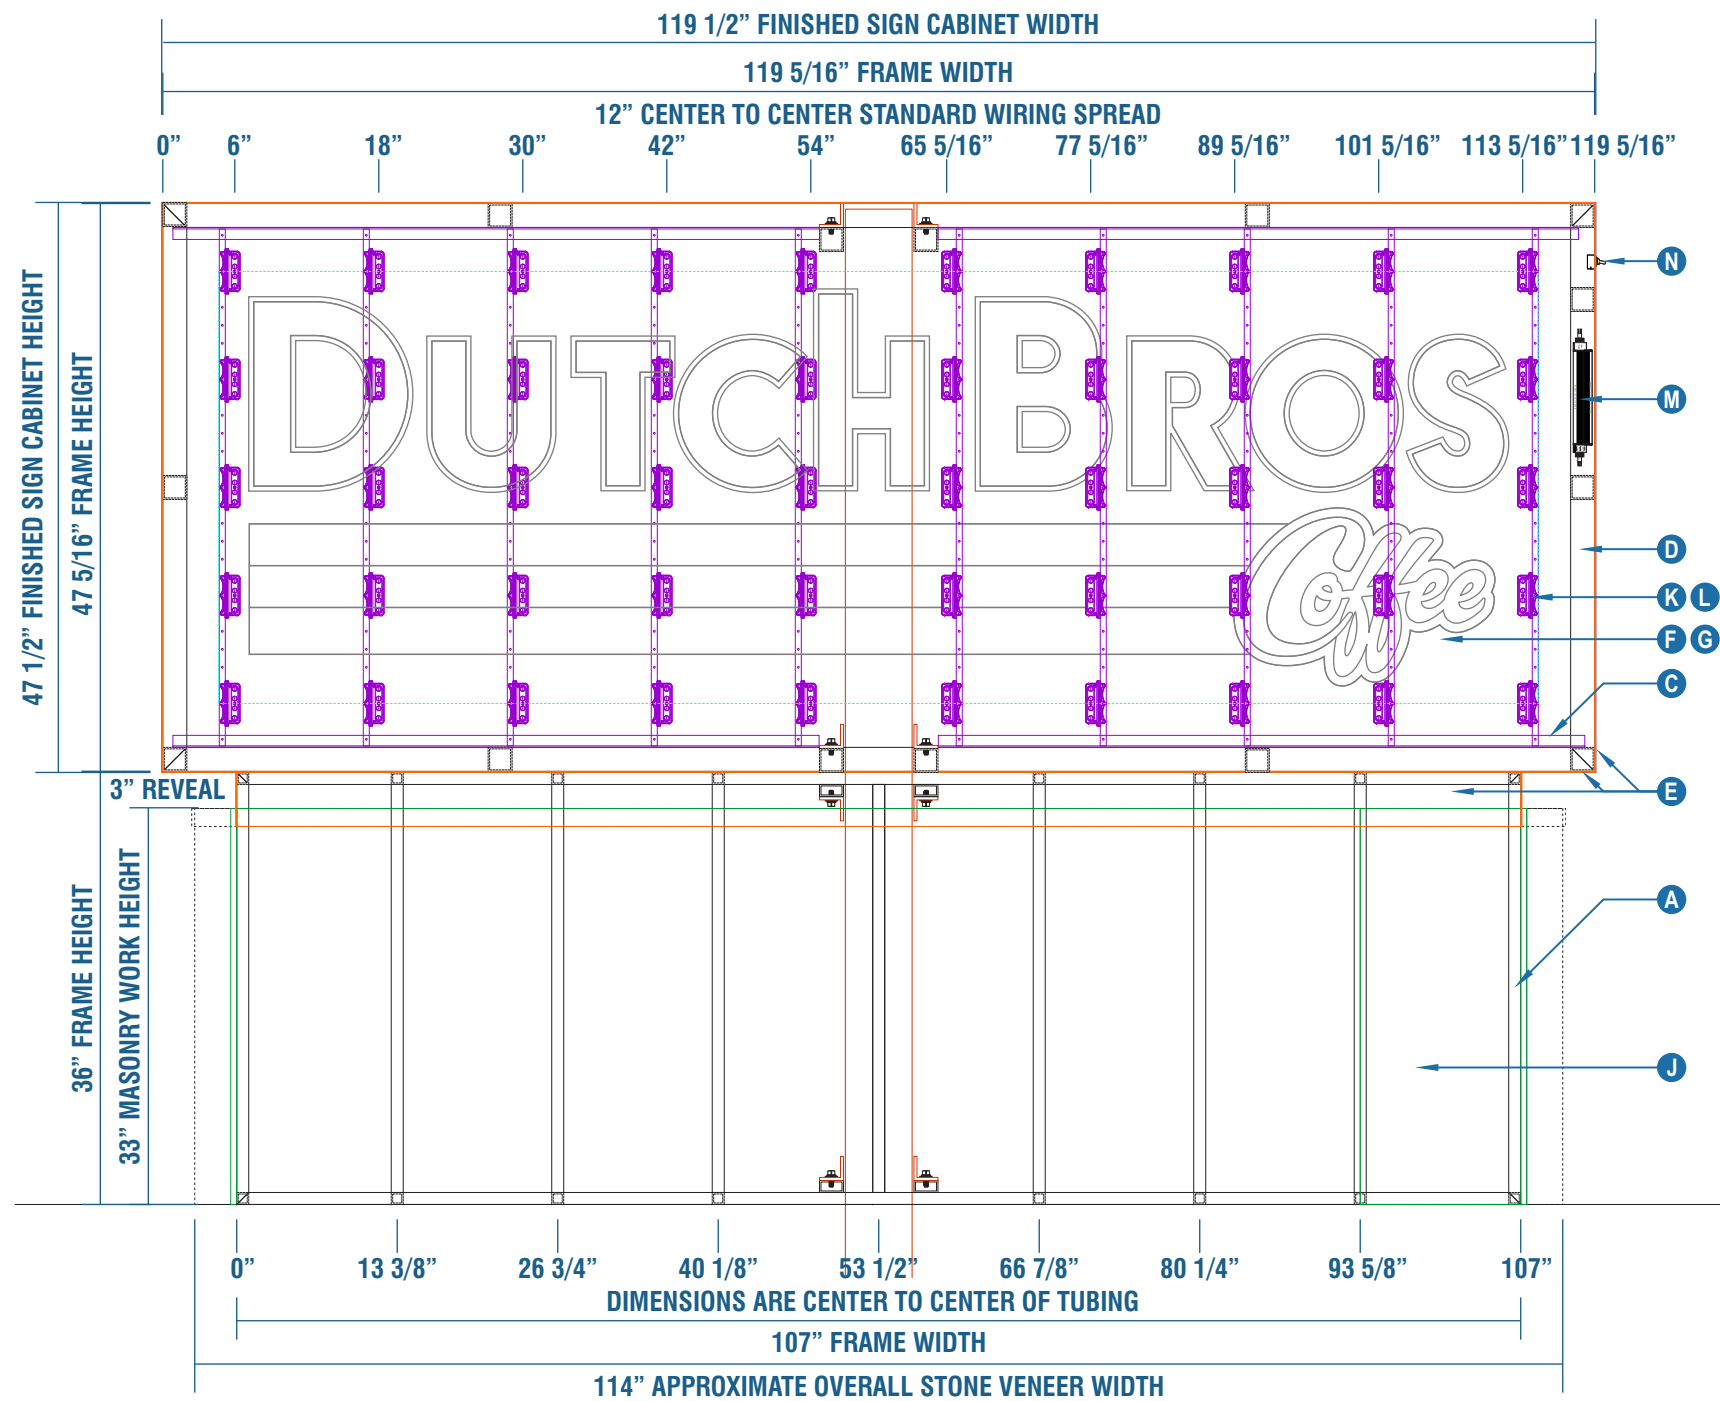 119 1/2” FINISHED SIGN CABINET WIDTH
119 5/16” FRAME WIDTH
12” CENTER TO CENTER STANDARD WIRING SPREAD
0” 6” 18” 30” 42” 54” 65 5/16” 77 5/16” 89 5/16” 101 5/16” 113 5/16” 119 5/16”
47 1/2” FINISHED SIGN CABINET HEIGHT
47 5/16” FRAME HEIGHT
DUTCH BROS
Coffee
N
M
D
K L
F G
C
E
3” REVEAL
36” FRAME HEIGHT
33” MASONRY WORK HEIGHT
A
J
0” 13 3/8” 26 3/4” 40 1/8” 53 1/2” 66 7/8” 80 1/4” 93 5/8” 107”
DIMENSIONS ARE CENTER TO CENTER OF TUBING
107” FRAME WIDTH
114” APPROXIMATE OVERALL STONE VENEER WIDTH